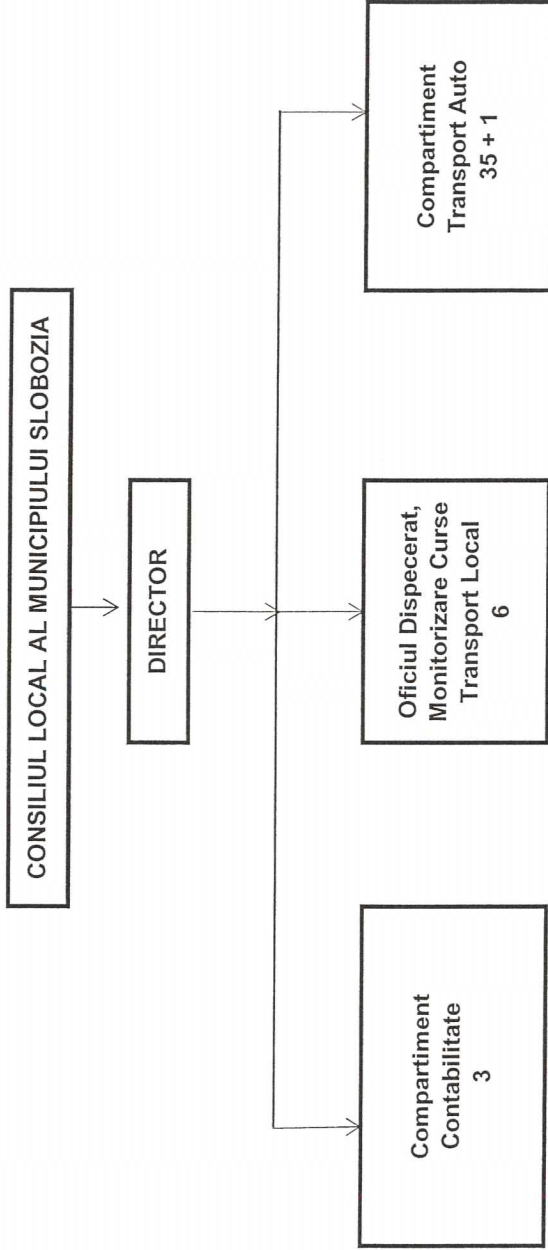 CONSILIUL LOCAL AL MUNICIPIULUI SLOBOZIA
DIRECTOR
Compartiment
Contabilitate
3
Oficiul Dispecerat,
Monitorizare Curse
Transport Local
6
Compartiment
Transport Auto
35 + 1